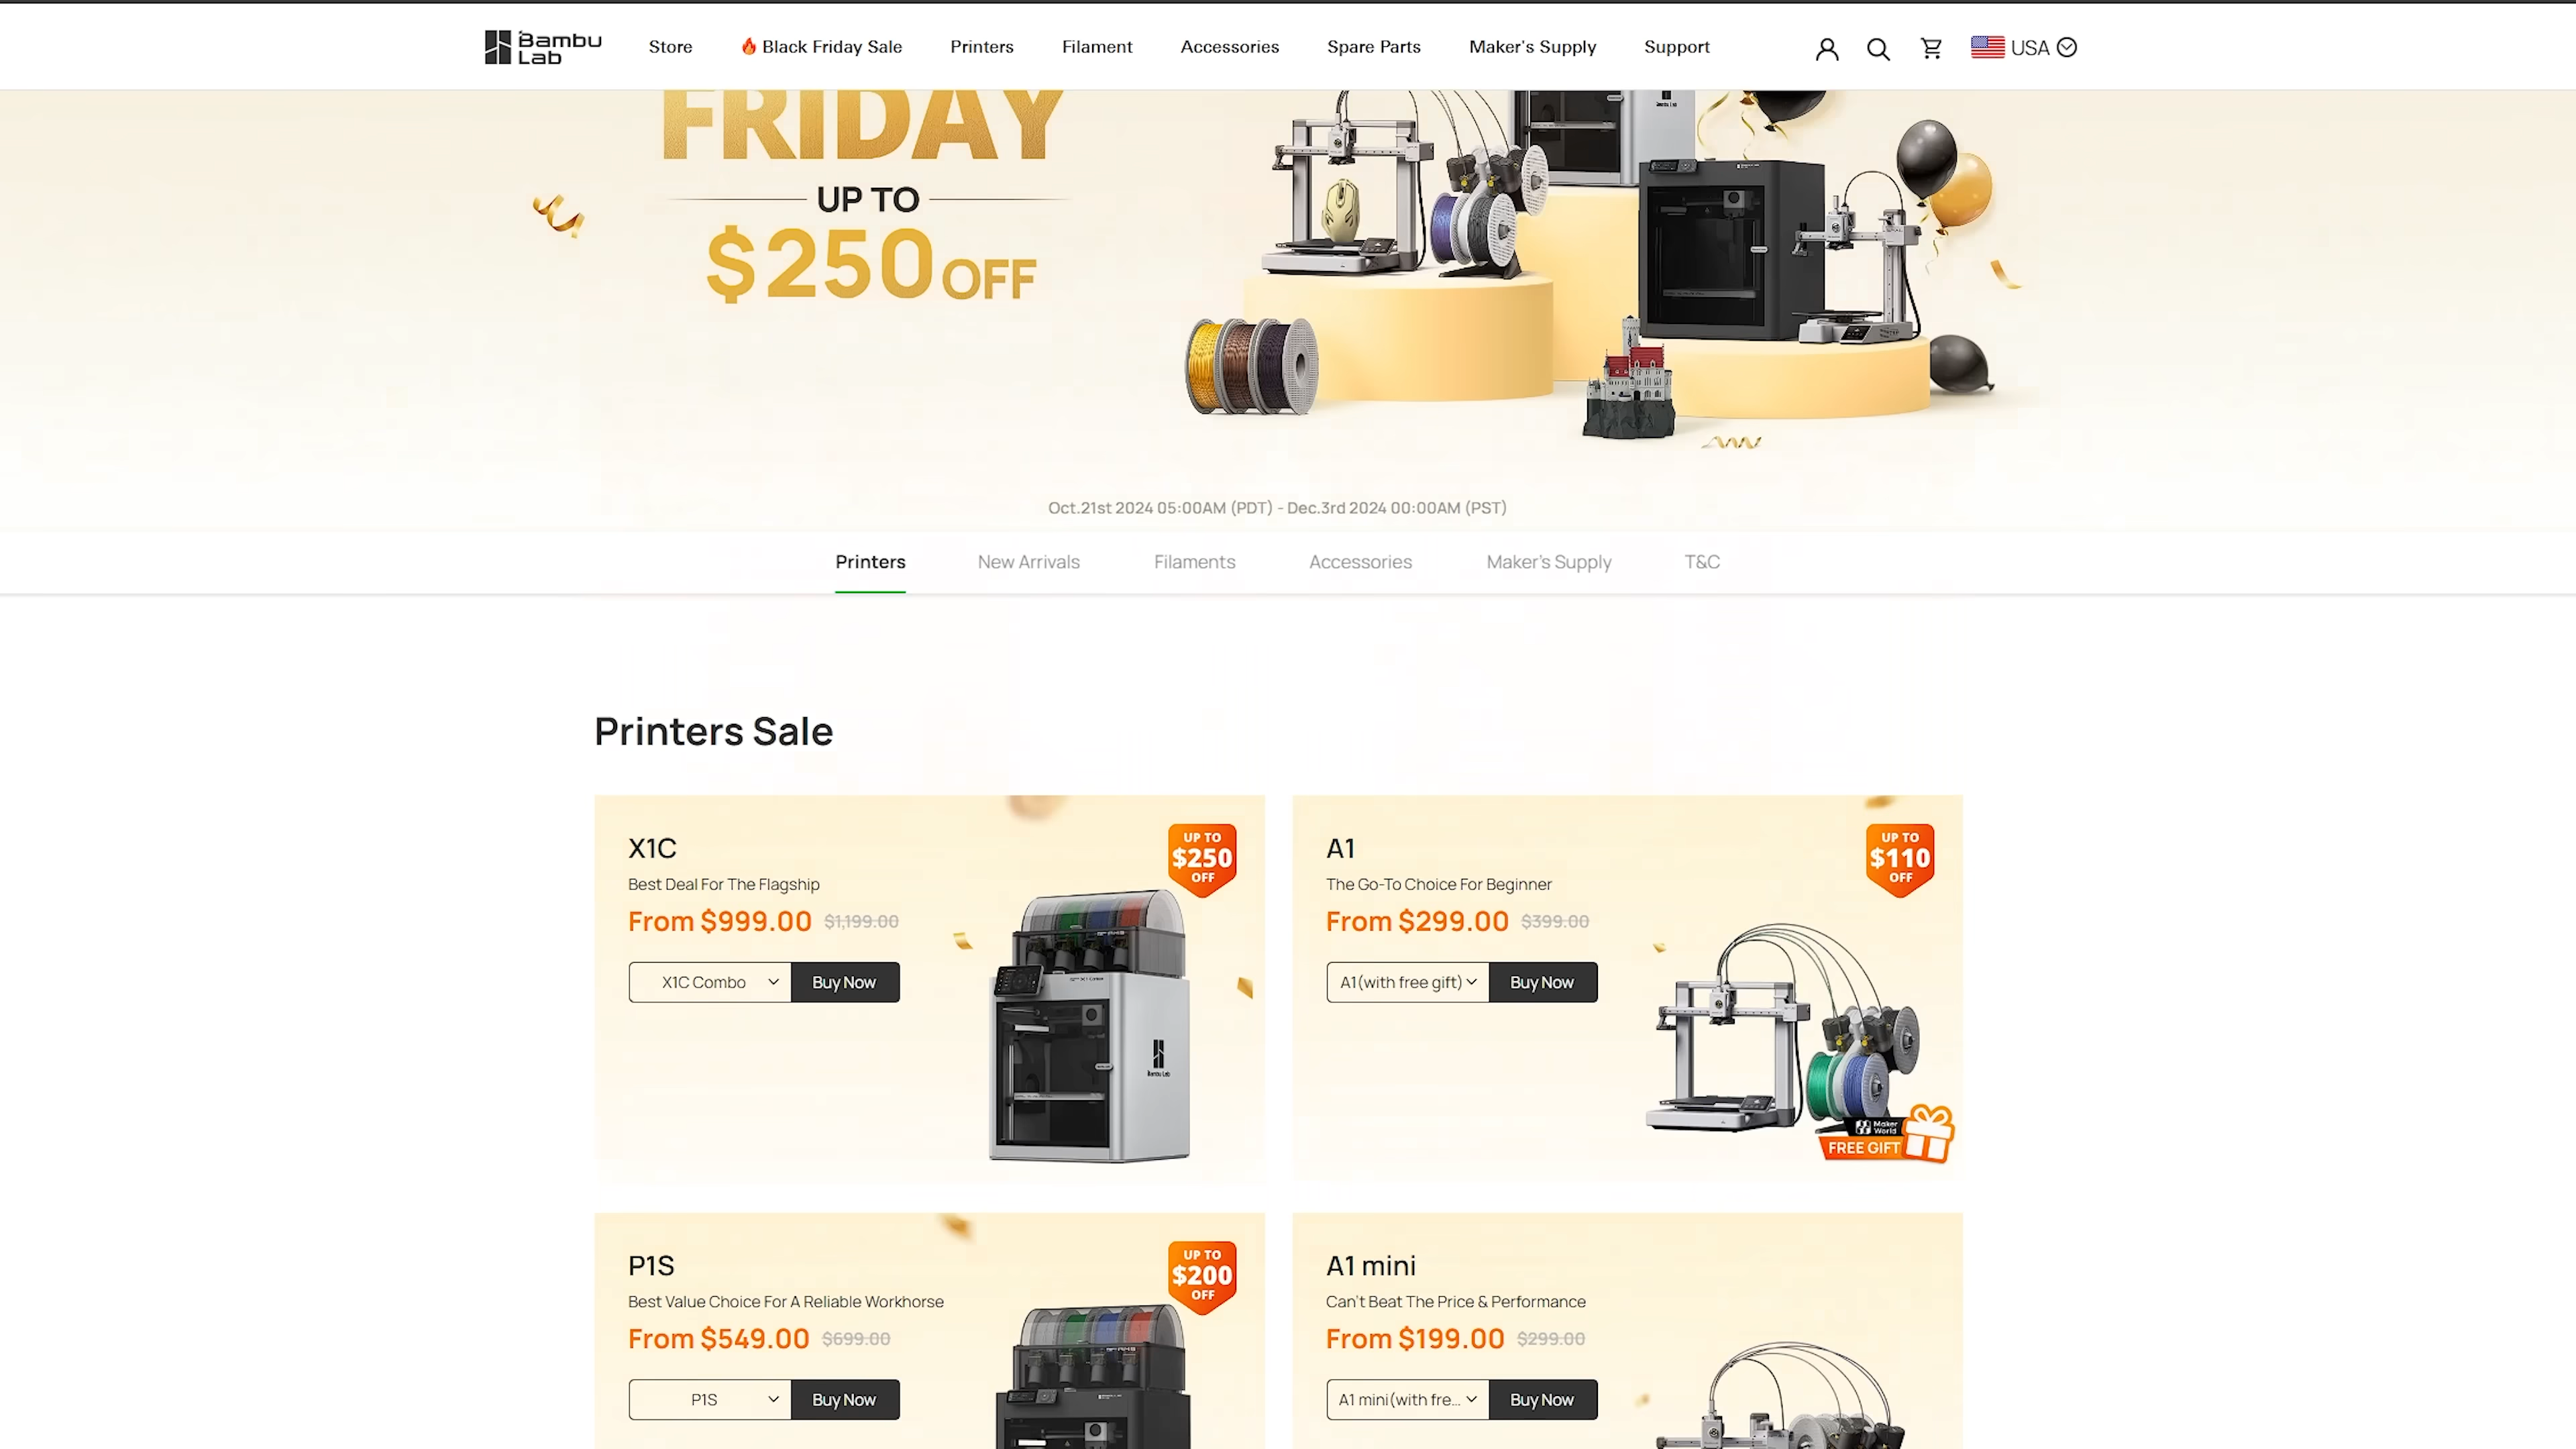 Bambu Lab
Store
Black Friday Sale
Printers
Filament
Accessories
Spare Parts
Maker's Supply
Support
USA
FRIDAY
UP TO
$250 OFF
Oct.21st 2024 05:00AM (PDT) - Dec.3rd 2024 00:00AM (PST)
Printers
New Arrivals
Filaments
Accessories
Maker's Supply
T&C
Printers Sale
X1C
Best Deal For The Flagship
From $999.00 $1,199.00
X1C Combo
Buy Now
UP TO
$250
OFF
Bambu Lab
A1
The Go-To Choice For Beginner
From $299.00 $399.00
A1(with free gift)
Buy Now
UP TO
$110
OFF
Maker
World
FREE GIFT
P1S
Best Value Choice For A Reliable Workhorse
From $549.00 $699.00
P1S
Buy Now
UP TO
$200
OFF
A1 mini
Can't Beat The Price & Performance
From $199.00 $299.00
A1 mini(with fre...
Buy Now